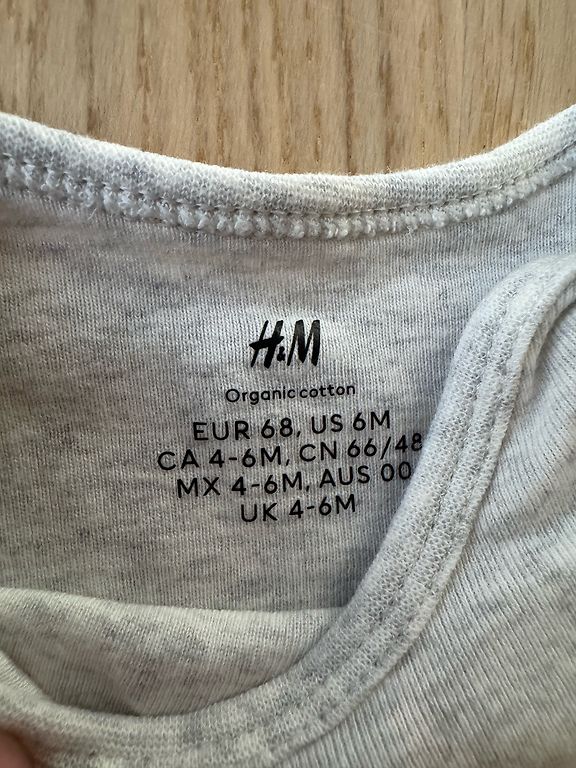 H&M
Organic cotton
EUR 68, US 6M
CA 4-6M, CN 66/48
MX 4-6M, AUS 00
UK 4-6M